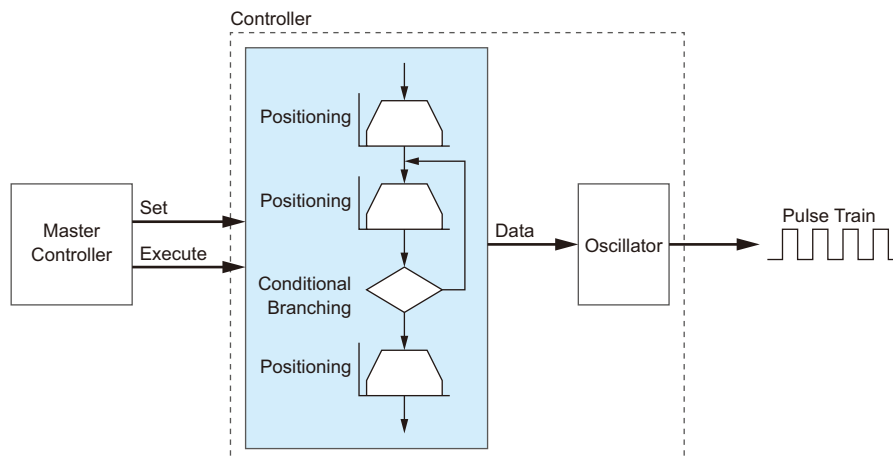 Controller
Positioning
Positioning
Master
Controller
Set
Execute
Conditional
Branching
Positioning
Data
Oscillator
Pulse Train